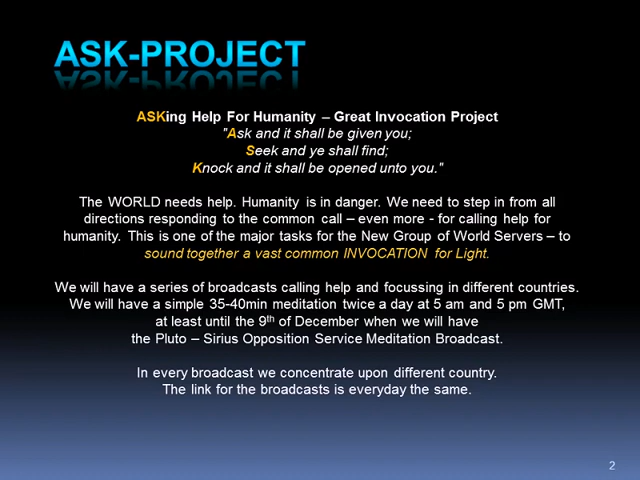 ASK-PROJECT
ASKing Help For Humanity – Great Invocation Project
"Ask and it shall be given you;
Seek and ye shall find;
Knock and it shall be opened unto you."
The WORLD needs help. Humanity is in danger. We need to step in from all
directions responding to the common call – even more - for calling help for
humanity. This is one of the major tasks for the New Group of World Servers – to
sound together a vast common INVOCATION for Light.
We will have a series of broadcasts calling help and focussing in different countries.
We will have a simple 35-40min meditation twice a day at 5 am and 5 pm GMT,
at least until the 9th of December when we will have
the Pluto – Sirius Opposition Service Meditation Broadcast.
In every broadcast we concentrate upon different country.
The link for the broadcasts is everyday the same.
2